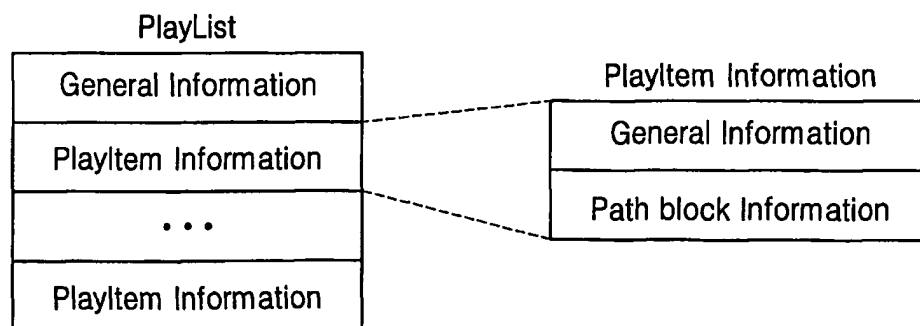 PlayList
General Information
PlayItem Information
• • •
PlayItem Information
PlayItem Information
General Information
Path block Information